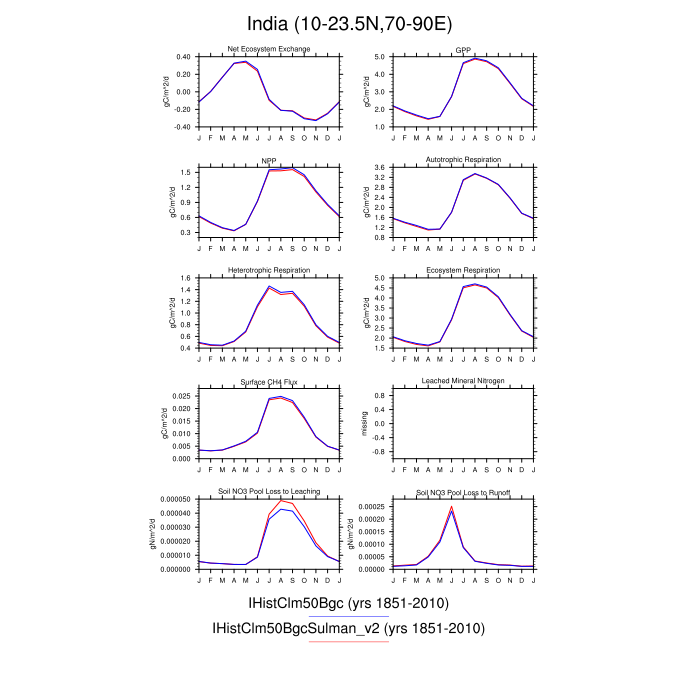 India (10-23.5N,70-90E)
Net Ecosystem Exchange
gC/m^2/d
0.40
0.20
0.00
-0.20
-0.40
J F M A M J J A S O N D J
GPP
gC/m^2/d
5.0
4.0
3.0
2.0
1.0
J F M A M J J A S O N D J
NPP
gC/m^2/d
1.5
1.2
0.9
0.6
0.3
J F M A M J J A S O N D J
Autotrophic Respiration
gC/m^2/d
3.6
3.2
2.8
2.4
2.0
1.6
1.2
0.8
J F M A M J J A S O N D J
Heterotrophic Respiration
gC/m^2/d
1.6
1.4
1.2
1.0
0.8
0.6
0.4
J F M A M J J A S O N D J
Ecosystem Respiration
gC/m^2/d
5.0
4.5
4.0
3.5
3.0
2.5
2.0
1.5
J F M A M J J A S O N D J
Surface CH4 Flux
gC/m^2/d
0.025
0.020
0.015
0.010
0.005
0.000
J F M A M J J A S O N D J
Leached Mineral Nitrogen
missing
0.8
0.4
0.0
-0.4
-0.8
J F M A M J J A S O N D J
Soil NO3 Pool Loss to Leaching
gN/m^2/d
0.000050
0.000040
0.000030
0.000020
0.000010
0.000000
J F M A M J J A S O N D J
Soil NO3 Pool Loss to Runoff
gN/m^2/d
0.00025
0.00020
0.00015
0.00010
0.00005
0.00000
J F M A M J J A S O N D J
IHistClm50Bgc (yrs 1851-2010)
IHistClm50BgcSulman_v2 (yrs 1851-2010)